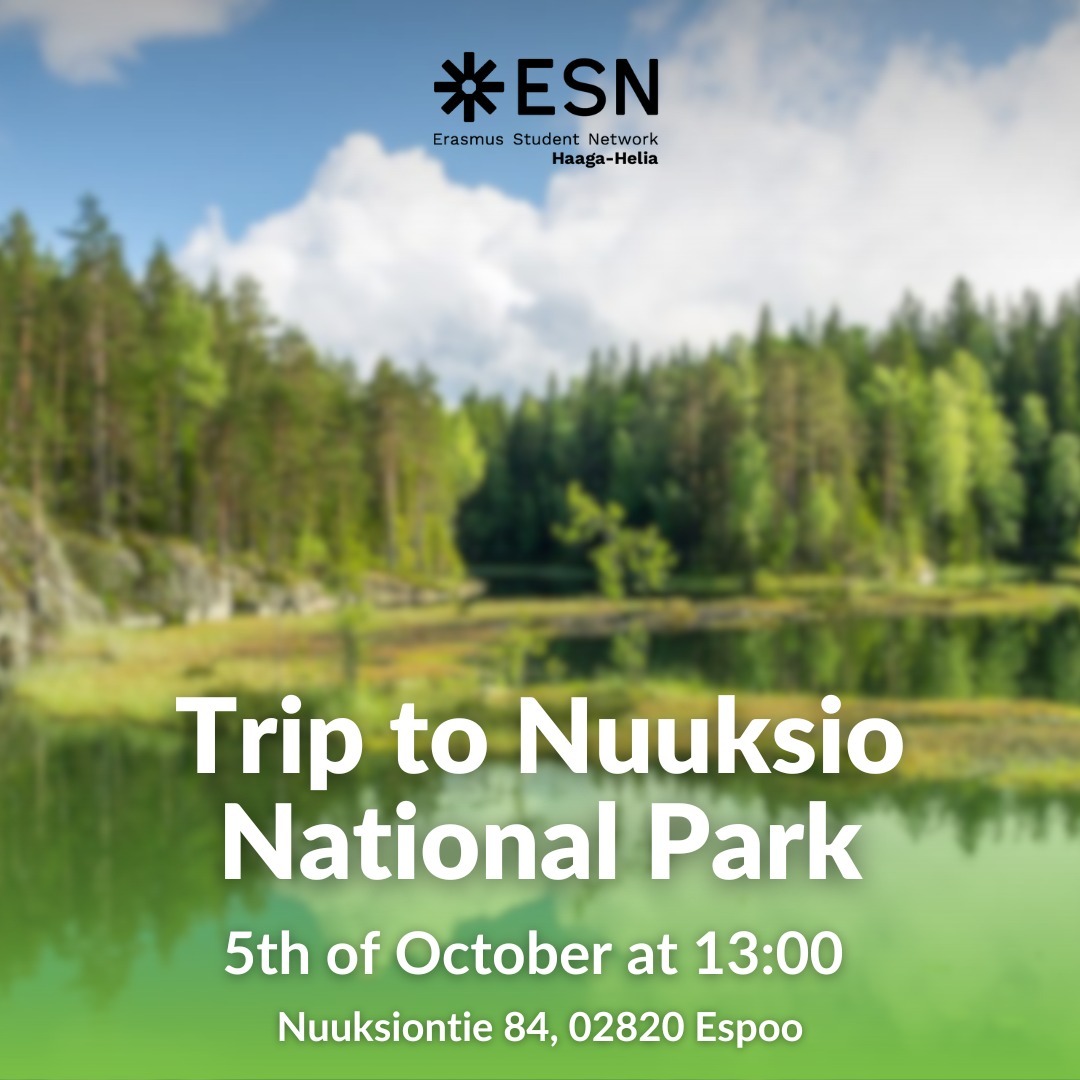 ESN
Erasmus Student Network
Haaga-Helia
Trip to Nuuksio
National Park
5th of October at 13:00
Nuuksiontie 84, 02820 Espoo